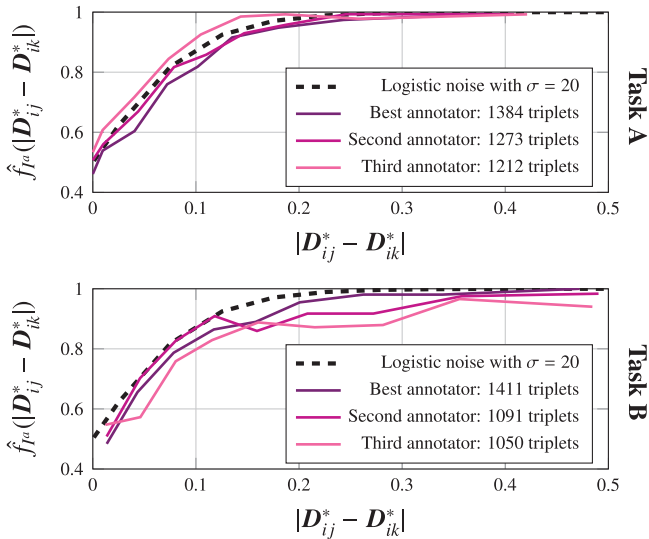 1
0.8
0.6
0.4
f̂_{I^a}(|D*_{ij} − D*_{ik}|)
Logistic noise with σ = 20
Best annotator: 1384 triplets
Second annotator: 1273 triplets
Third annotator: 1212 triplets
Task A
0 0.1 0.2 0.3 0.4 0.5
|D*_{ij} − D*_{ik}|
1
0.8
0.6
0.4
f̂_{I^a}(|D*_{ij} − D*_{ik}|)
Logistic noise with σ = 20
Best annotator: 1411 triplets
Second annotator: 1091 triplets
Third annotator: 1050 triplets
Task B
0 0.1 0.2 0.3 0.4 0.5
|D*_{ij} − D*_{ik}|